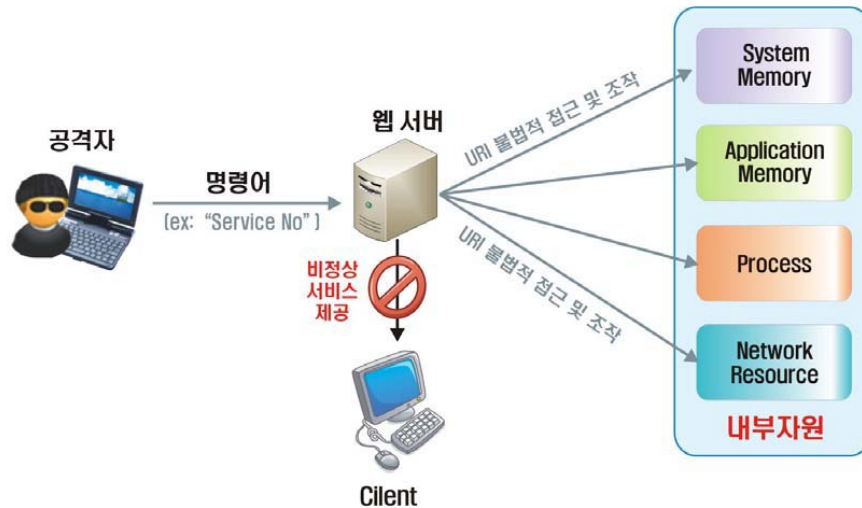 공격자
명령어
(ex: “Service No”)
웹 서버
비정상
서비스
제공
Cilent
URI 불법적 접근 및 조작
URI 불법적 접근 및 조작
System
Memory
Application
Memory
Process
Network
Resource
내부자원